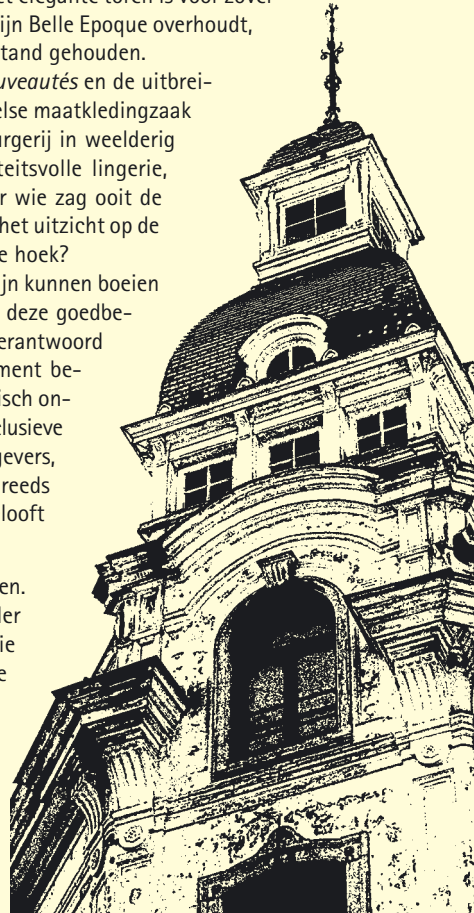 et elegante toren is voor zover
ijn Belle Epoque overhoudt,
tand gehouden.
uveautés en de uitbrei-
else maatkledingzaak
urgerij in weelderig
teitsvolle lingerie,
r wie zag ooit de
het uitzicht op de
e hoek?
ijn kunnen boeien
deze goedbe-
erantwoord
ment be-
isch on-
clusieve
gevers,
reeds
looft
en.
ler
ie
e